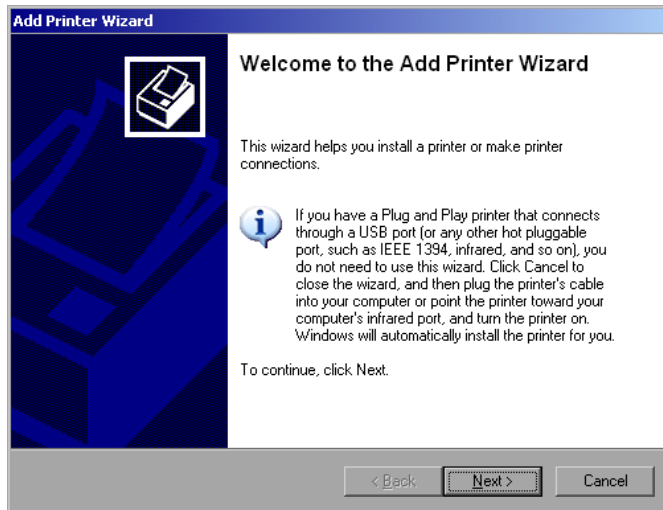 Add Printer Wizard
Welcome to the Add Printer Wizard
This wizard helps you install a printer or make printer
connections.
If you have a Plug and Play printer that connects
through a USB port (or any other hot pluggable
port, such as IEEE 1394, infrared, and so on), you
do not need to use this wizard. Click Cancel to
close the wizard, and then plug the printer's cable
into your computer or point the printer toward your
computer's infrared port, and turn the printer on.
Windows will automatically install the printer for you.
To continue, click Next.
< Back
Next >
Cancel